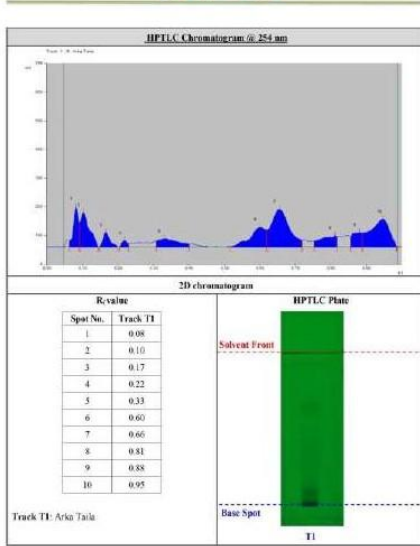 HPTLC Chromatogram @ 254 nm
2D chromatogram
Rf value
Spot No. Track T1
1 0.08
2 0.10
3 0.17
4 0.22
5 0.33
6 0.60
7 0.66
8 0.81
9 0.88
10 0.95
Track T1: Arka Taila
HPTLC Plate
Solvent Front
Base Spot
T1